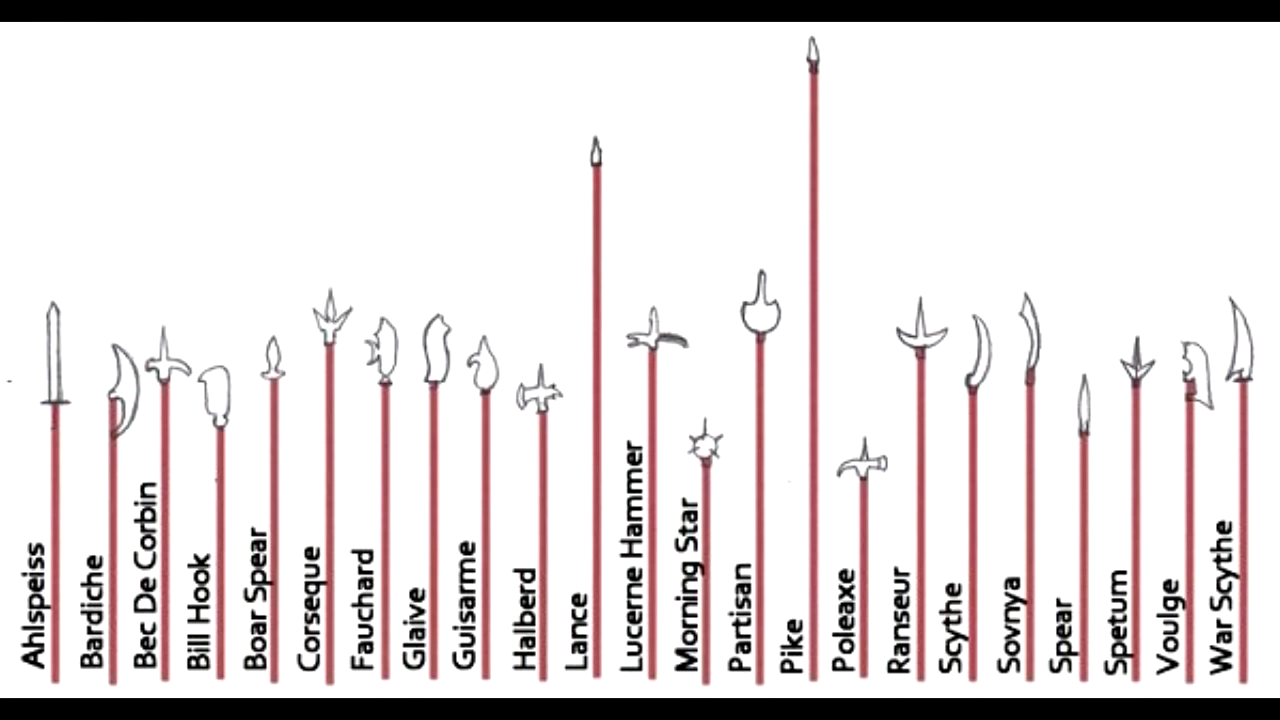 Ahlspeiss
Bardiche
Bec De Corbin
Bill Hook
Boar Spear
Corseque
Fauchard
Glaive
Guisarme
Halberd
Lance
Lucerne Hammer
Morning Star
Partisan
Pike
Poleaxe
Ranseur
Scythe
Sovnya
Spear
Spetum
Voulge
War Scythe